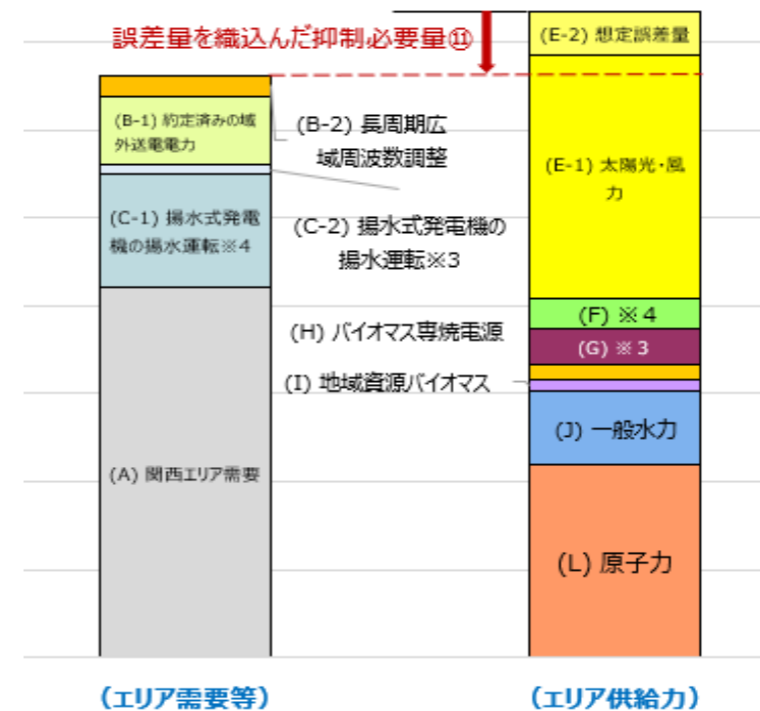 誤差量を織込んだ抑制必要量⑪
(E-2) 想定誤差量
(B-1) 約定済みの域
外送電電力
(B-2) 長周期広
域周波数調整
(E-1) 太陽光・風
力
(C-1) 揚水式発電
機の揚水運転※4
(C-2) 揚水式発電機の
揚水運転※3
(F) ※4
(H) バイオマス専焼電源
(G) ※3
(I) 地域資源バイオマス
(J) 一般水力
(A) 関西エリア需要
(L) 原子力
（エリア需要等）
（エリア供給力）